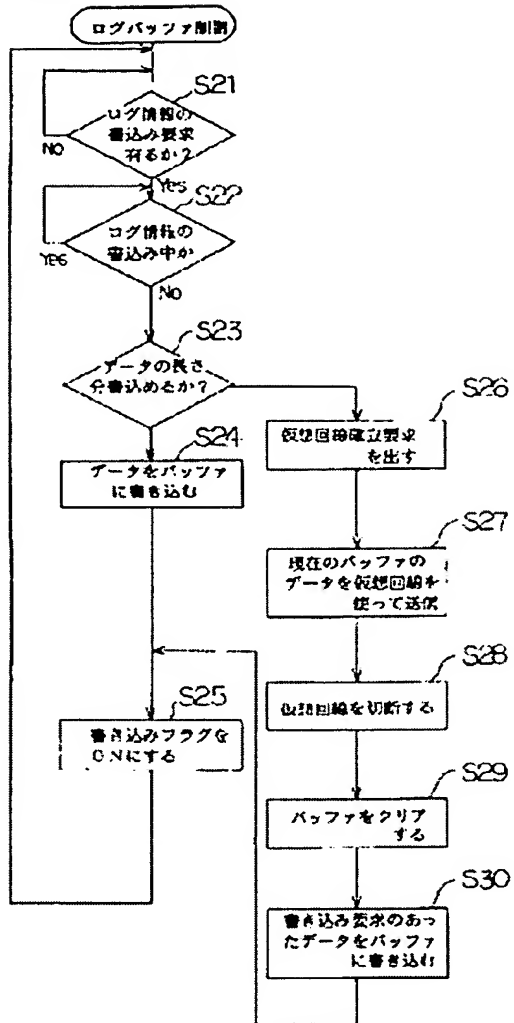 ログバッファ制御
S21
ログ情報の
書込み要求
有るか?
NO
Yes
S22
ログ情報の
書込み中か
Yes
NO
S23
データの長さ
分書込めるか?
S24
データをバッファ
に書き込む
S25
書き込みフラグを
ONにする
S26
仮想回線確立要求
を出す
S27
現在のバッファの
データを仮想回線を
使って送信
S28
仮想回線を切断する
S29
バッファをクリア
する
S30
書き込み要求のあっ
たデータをバッファ
に書き込む